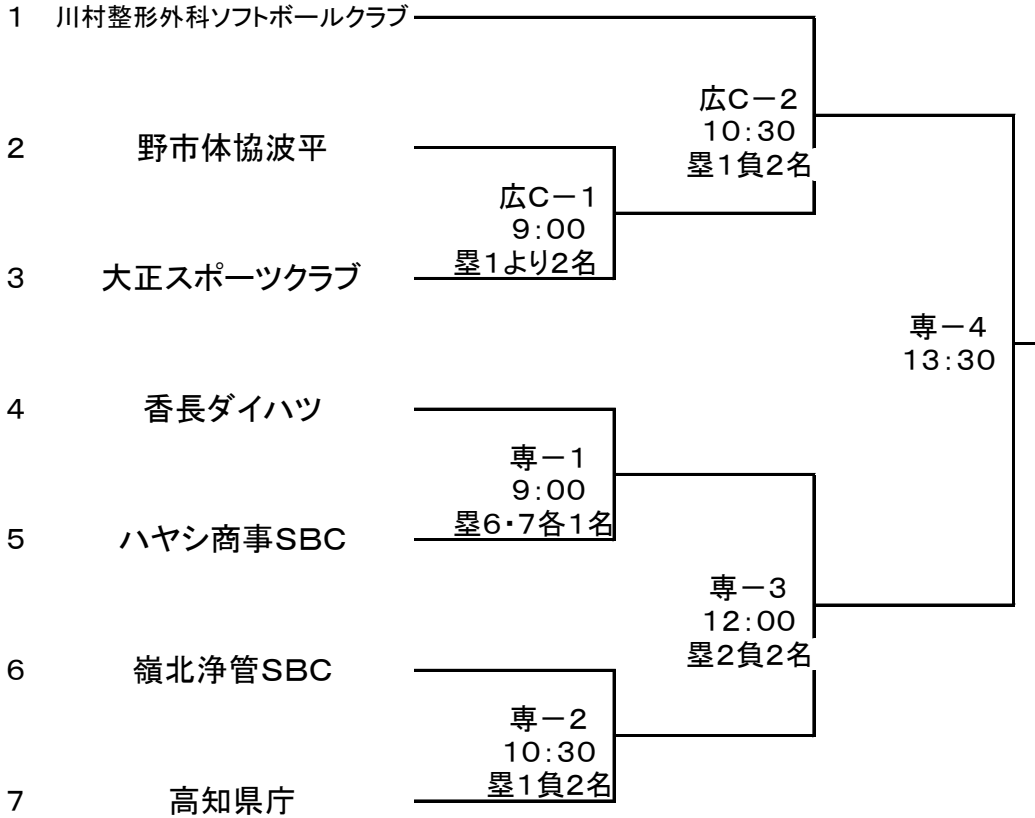 1 川村整形外科ソフトボールクラブ
広C－2
10:30
塁1負2名
2 野市体協波平
広C－1
9:00
塁1より2名
3 大正スポーツクラブ
専－4
13:30
4 香長ダイハツ
専－1
9:00
塁6・7各1名
5 ハヤシ商事SBC
専－3
12:00
塁2負2名
6 嶺北浄管SBC
専－2
10:30
塁1負2名
7 高知県庁